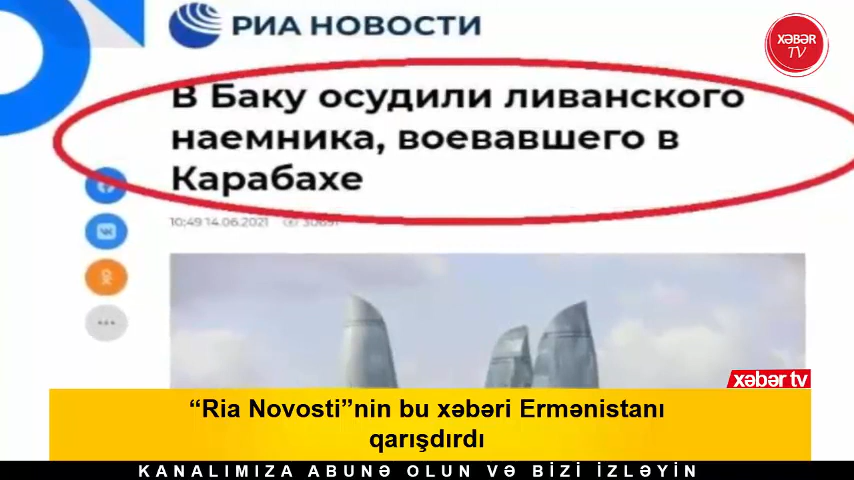 РИА НОВОСТИ
XƏBƏR
TV
В Баку осудили ливанского
наемника, воевавшего в
Карабахе
10:49 14.06.2021
xəbər tv
“Ria Novosti”nin bu xəbəri Ermənistanı
qarışdırdı
KANALIMIZA ABUNƏ OLUN VƏ BİZİ İZLƏYİN